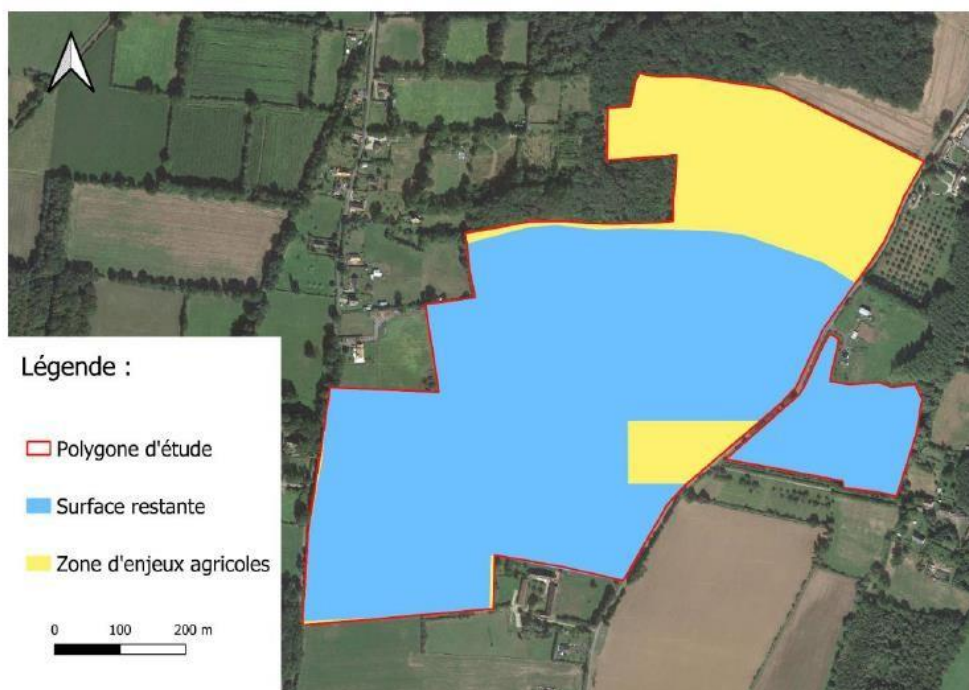 Légende :
Polygone d'étude
Surface restante
Zone d'enjeux agricoles
0 100 200 m